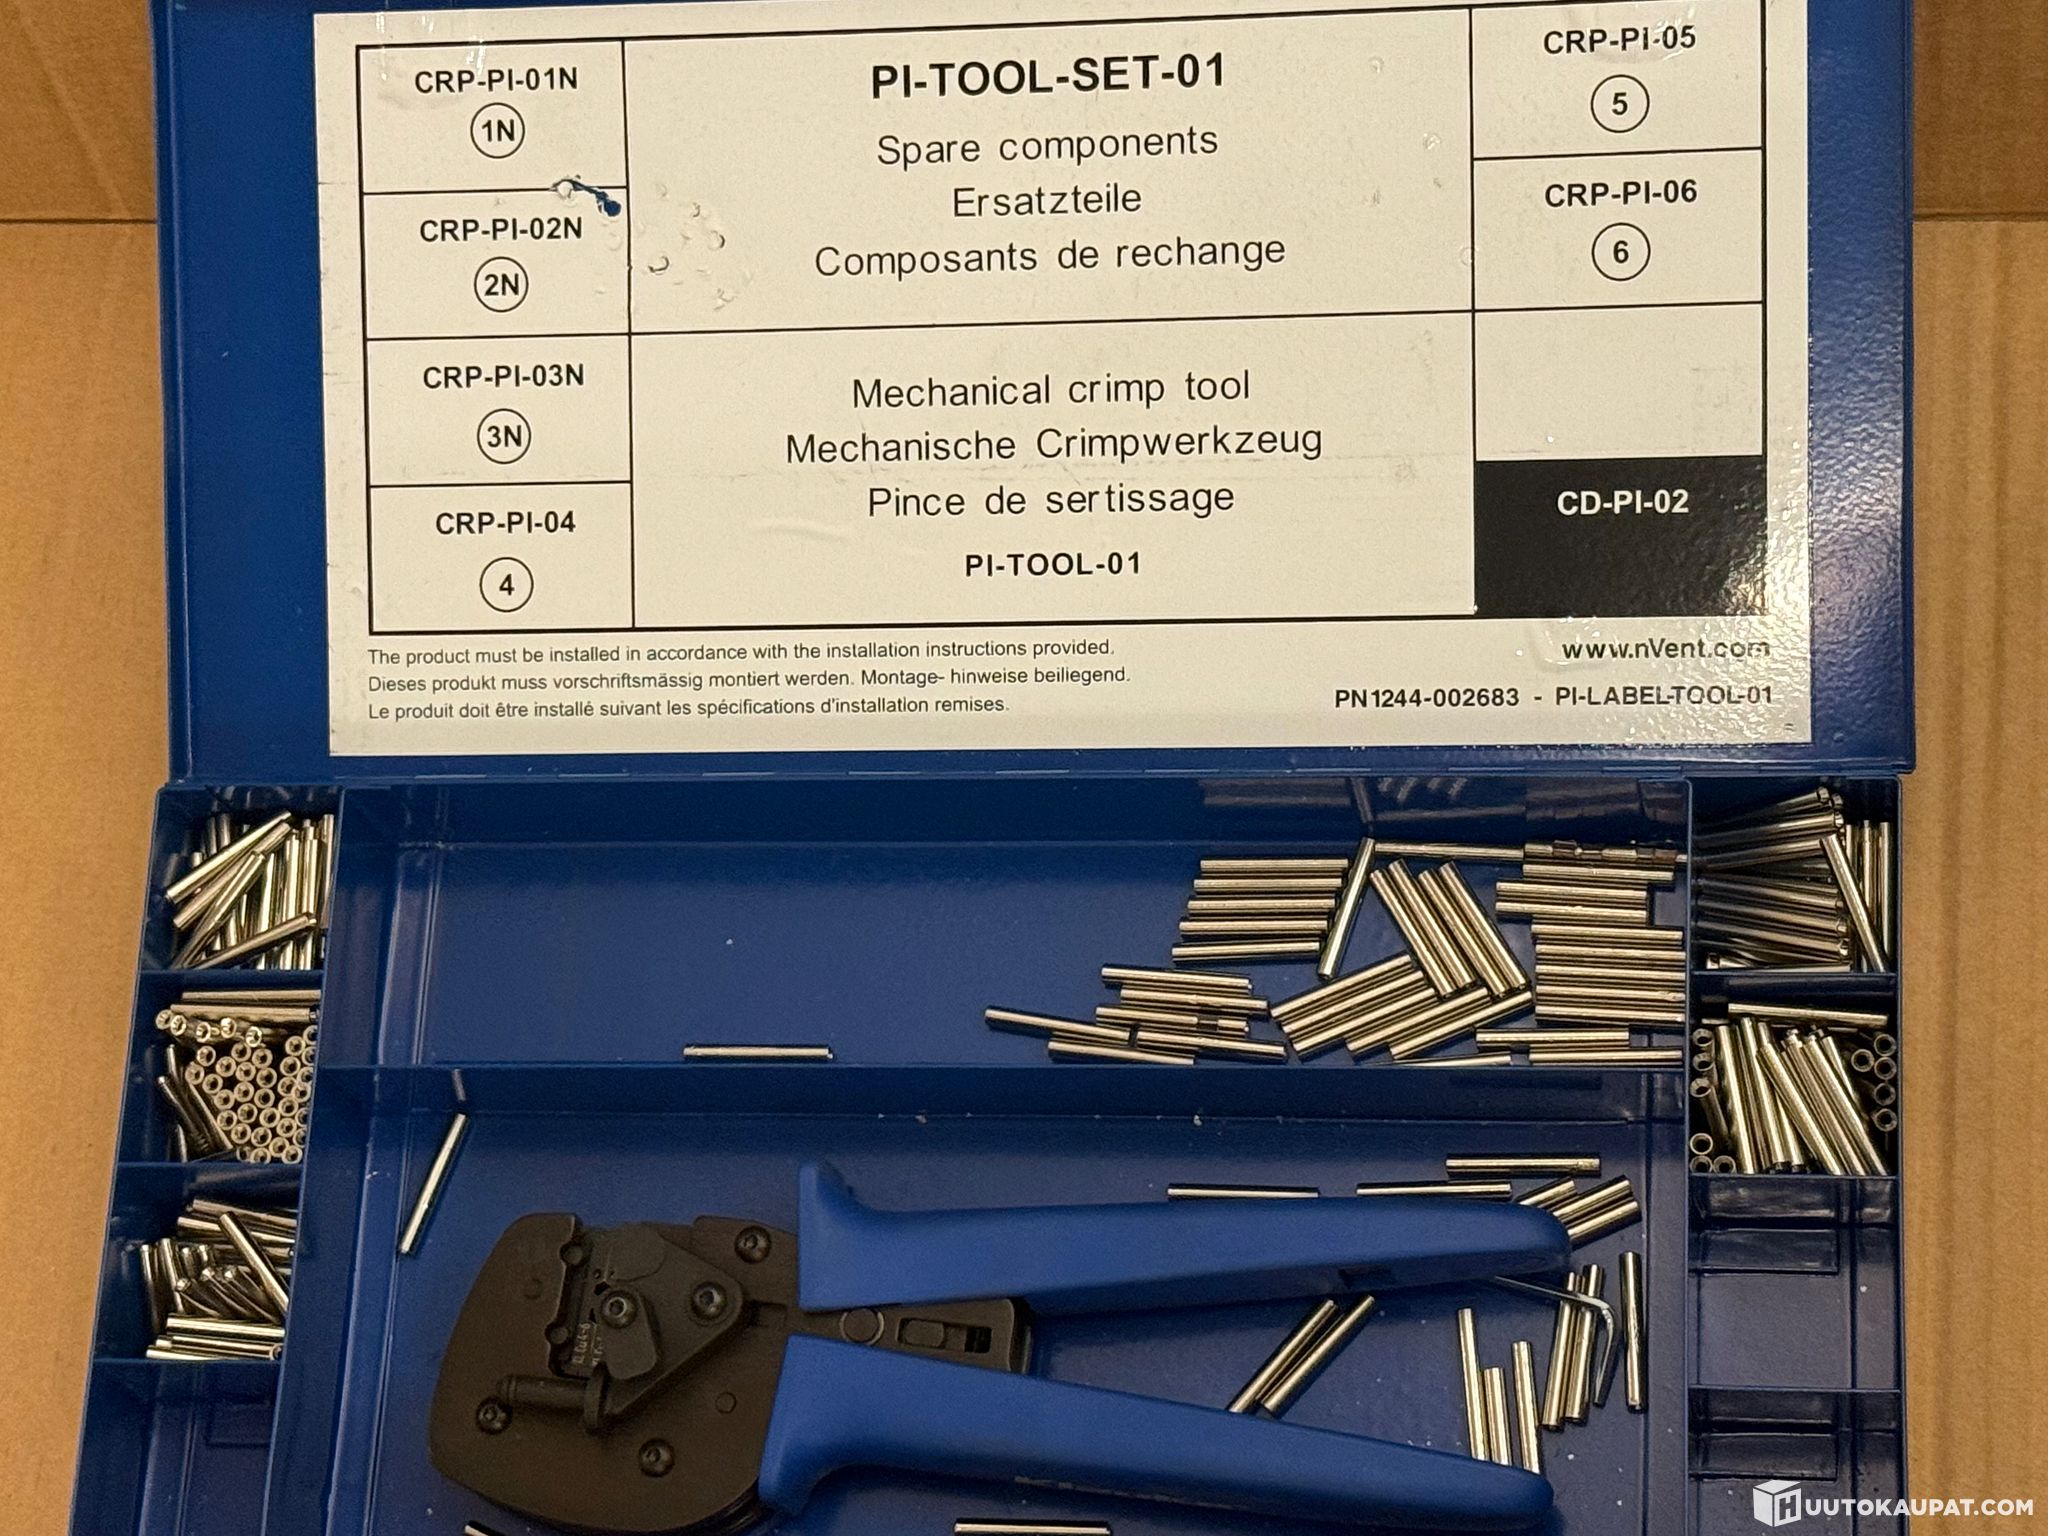 CRP-PI-01N
1N
CRP-PI-02N
2N
CRP-PI-03N
3N
CRP-PI-04
4
PI-TOOL-SET-01
Spare components
Ersatzteile
Composants de rechange
Mechanical crimp tool
Mechanische Crimpwerkzeug
Pince de sertissage
PI-TOOL-01
CRP-PI-05
5
CRP-PI-06
6
CD-PI-02
The product must be installed in accordance with the installation instructions provided.
Dieses produkt muss vorschriftsmässig montiert werden. Montage- hinweise beiliegend.
Le produit doit être installé suivant les spécifications d'installation remises.
www.nVent.com
PN1244-002683 - PI-LABEL-TOOL-01
HUUTOKAUPAT.COM